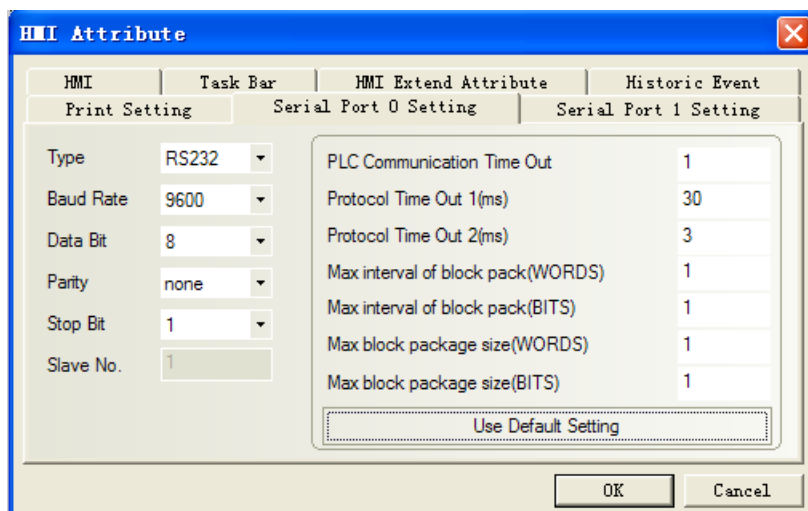 HMI Attribute
HMI Task Bar HMI Extend Attribute Historic Event
Print Setting Serial Port 0 Setting Serial Port 1 Setting
Type RS232
Baud Rate 9600
Data Bit 8
Parity none
Stop Bit 1
Slave No. 1
PLC Communication Time Out 1
Protocol Time Out 1(ms) 30
Protocol Time Out 2(ms) 3
Max interval of block pack(WORDS) 1
Max interval of block pack(BITS) 1
Max block package size(WORDS) 1
Max block package size(BITS) 1
Use Default Setting
OK Cancel